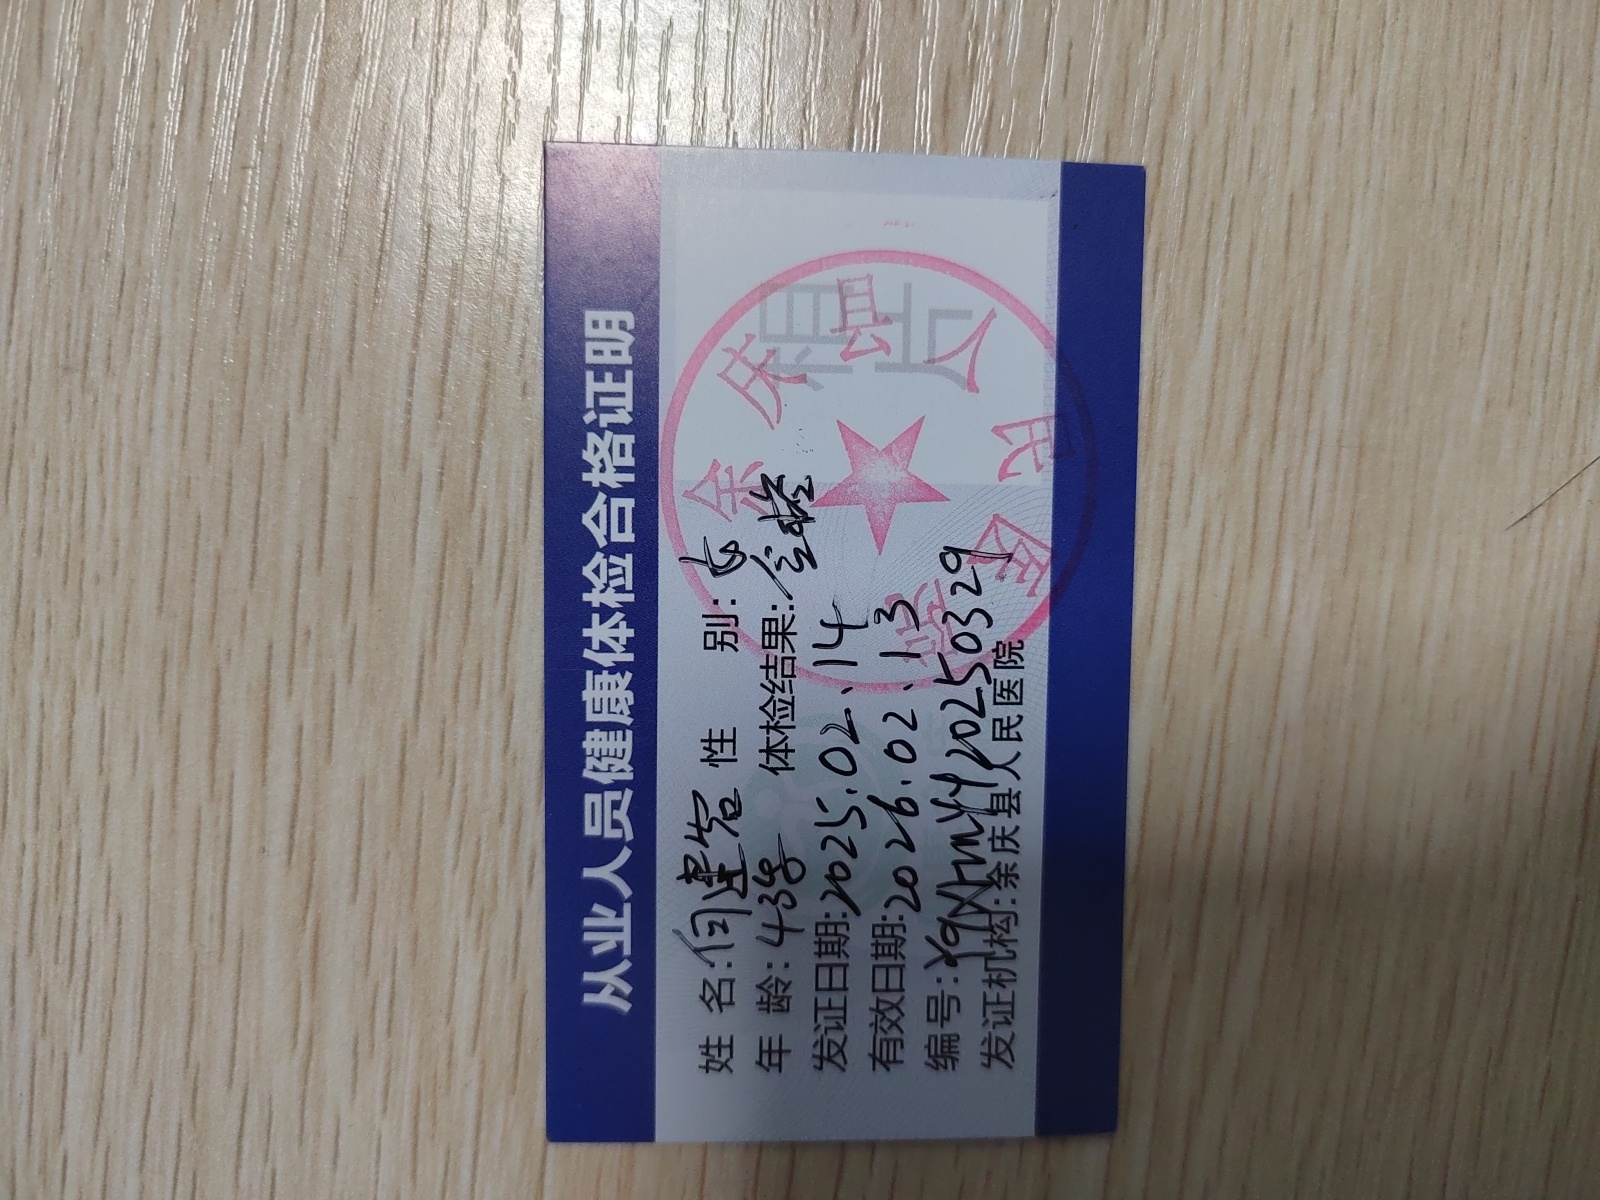 从业人员健康体检合格证明
姓 名:何建容 性 别:女
年 龄:43岁 体检结果:合格
发证日期:2025.02.14
有效日期:2026.02.13
编号:YqXrmyy20250329
发证机构:余庆县人民医院
相片
余庆县人民医院